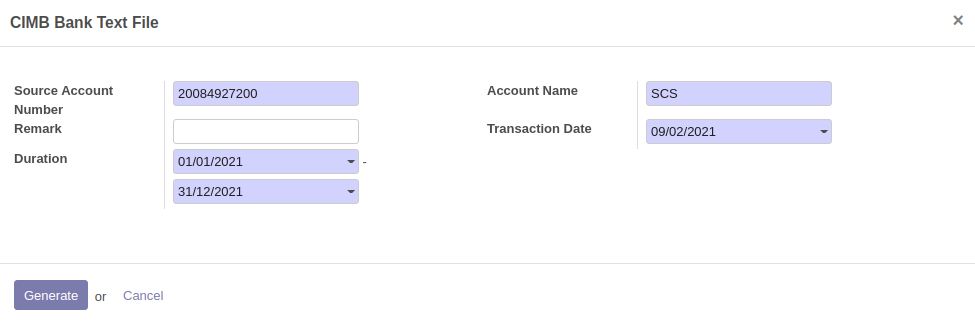 CIMB Bank Text File ×
Source Account Number 20084927200 Account Name SCS
Remark Transaction Date 09/02/2021
Duration 01/01/2021 -
31/12/2021
Generate or Cancel